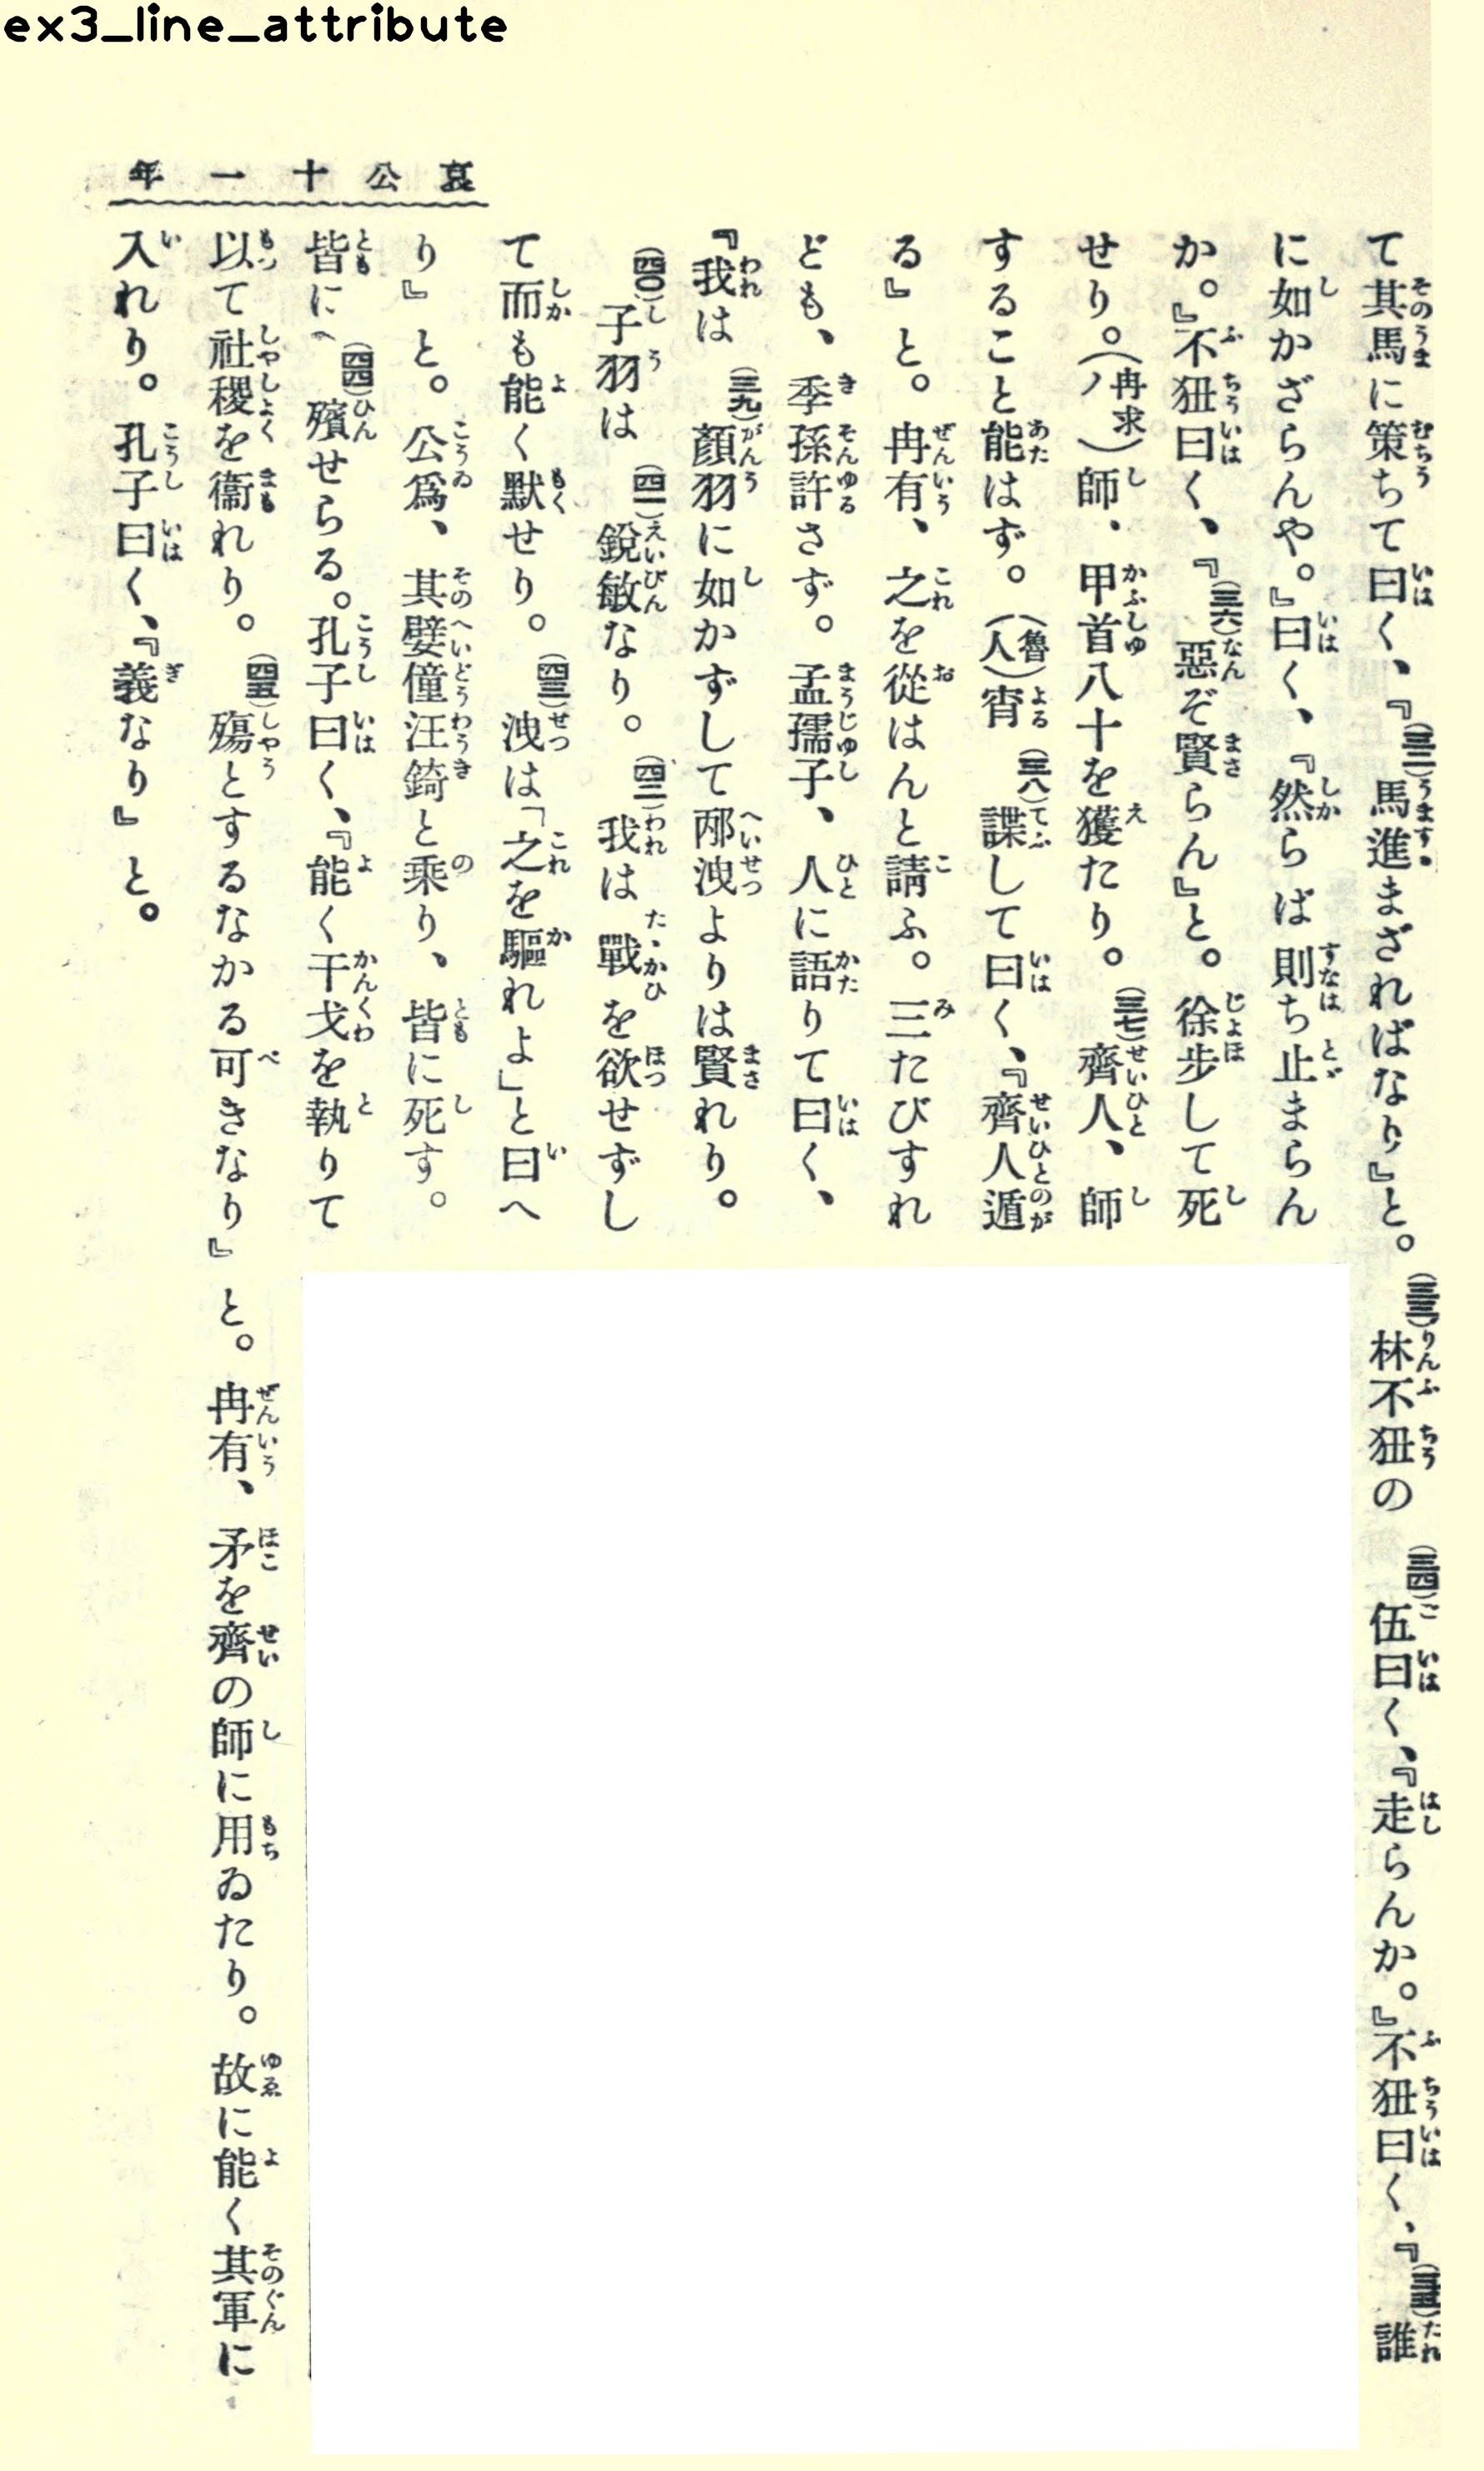 ex3_line_attribute
哀公十一年
て其馬に策ちて曰く、『(三二)馬進まざればなり』と。(三三)林不狃の(三四)伍曰く、『走らんか。』不狃曰く、『(三五)誰
に如かざらんや。』曰く、『然らば則ち止まらん
か。』不狃曰く、『(三六)惡ぞ賢らん』と。徐步して死
せり。(冉求ノ)師、甲首八十を獲たり。(三七)齊人、師
すること能はず。(魯人)宵(三八)諜して曰く、『齊人遁
る』と。冉有、之を從はんと請ふ。三たびすれ
ども、季孫許さず。孟孺子、人に語りて曰く、
『我は(三九)顏羽に如かずして邴洩よりは賢れり。
(四〇)子羽は(四一)銳敏なり。(四二)我は戰を欲せずし
て而も能く默せり。(四三)洩は「之を驅れよ」と曰へ
り』と。公爲、其嬖僮汪錡と乘り、皆に死す。
皆に(四四)殯せらる。孔子曰く、『能く干戈を執りて
以て社稷を衞れり。(四五)殤とするなかる可きなり』と。冉有、矛を齊の師に用ゐたり。故に能く其軍に
入れり。孔子曰く、『義なり』と。